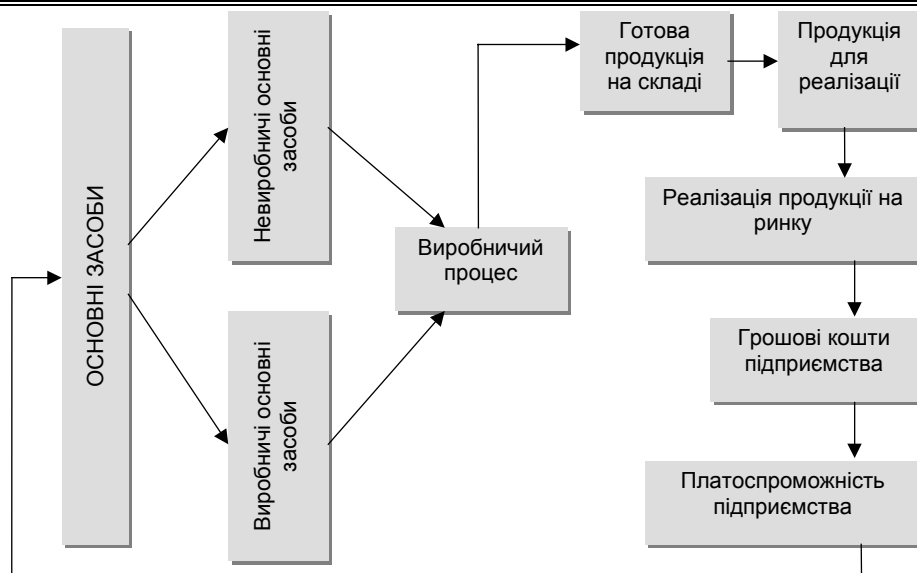 ОСНОВНІ ЗАСОБИ
Невиробничі основні
засоби
Виробничі основні
засоби
Виробничий
процес
Готова
продукція
на складі
Продукція
для
реалізації
Реалізація продукції на
ринку
Грошові кошти
підприємства
Платоспроможність
підприємства